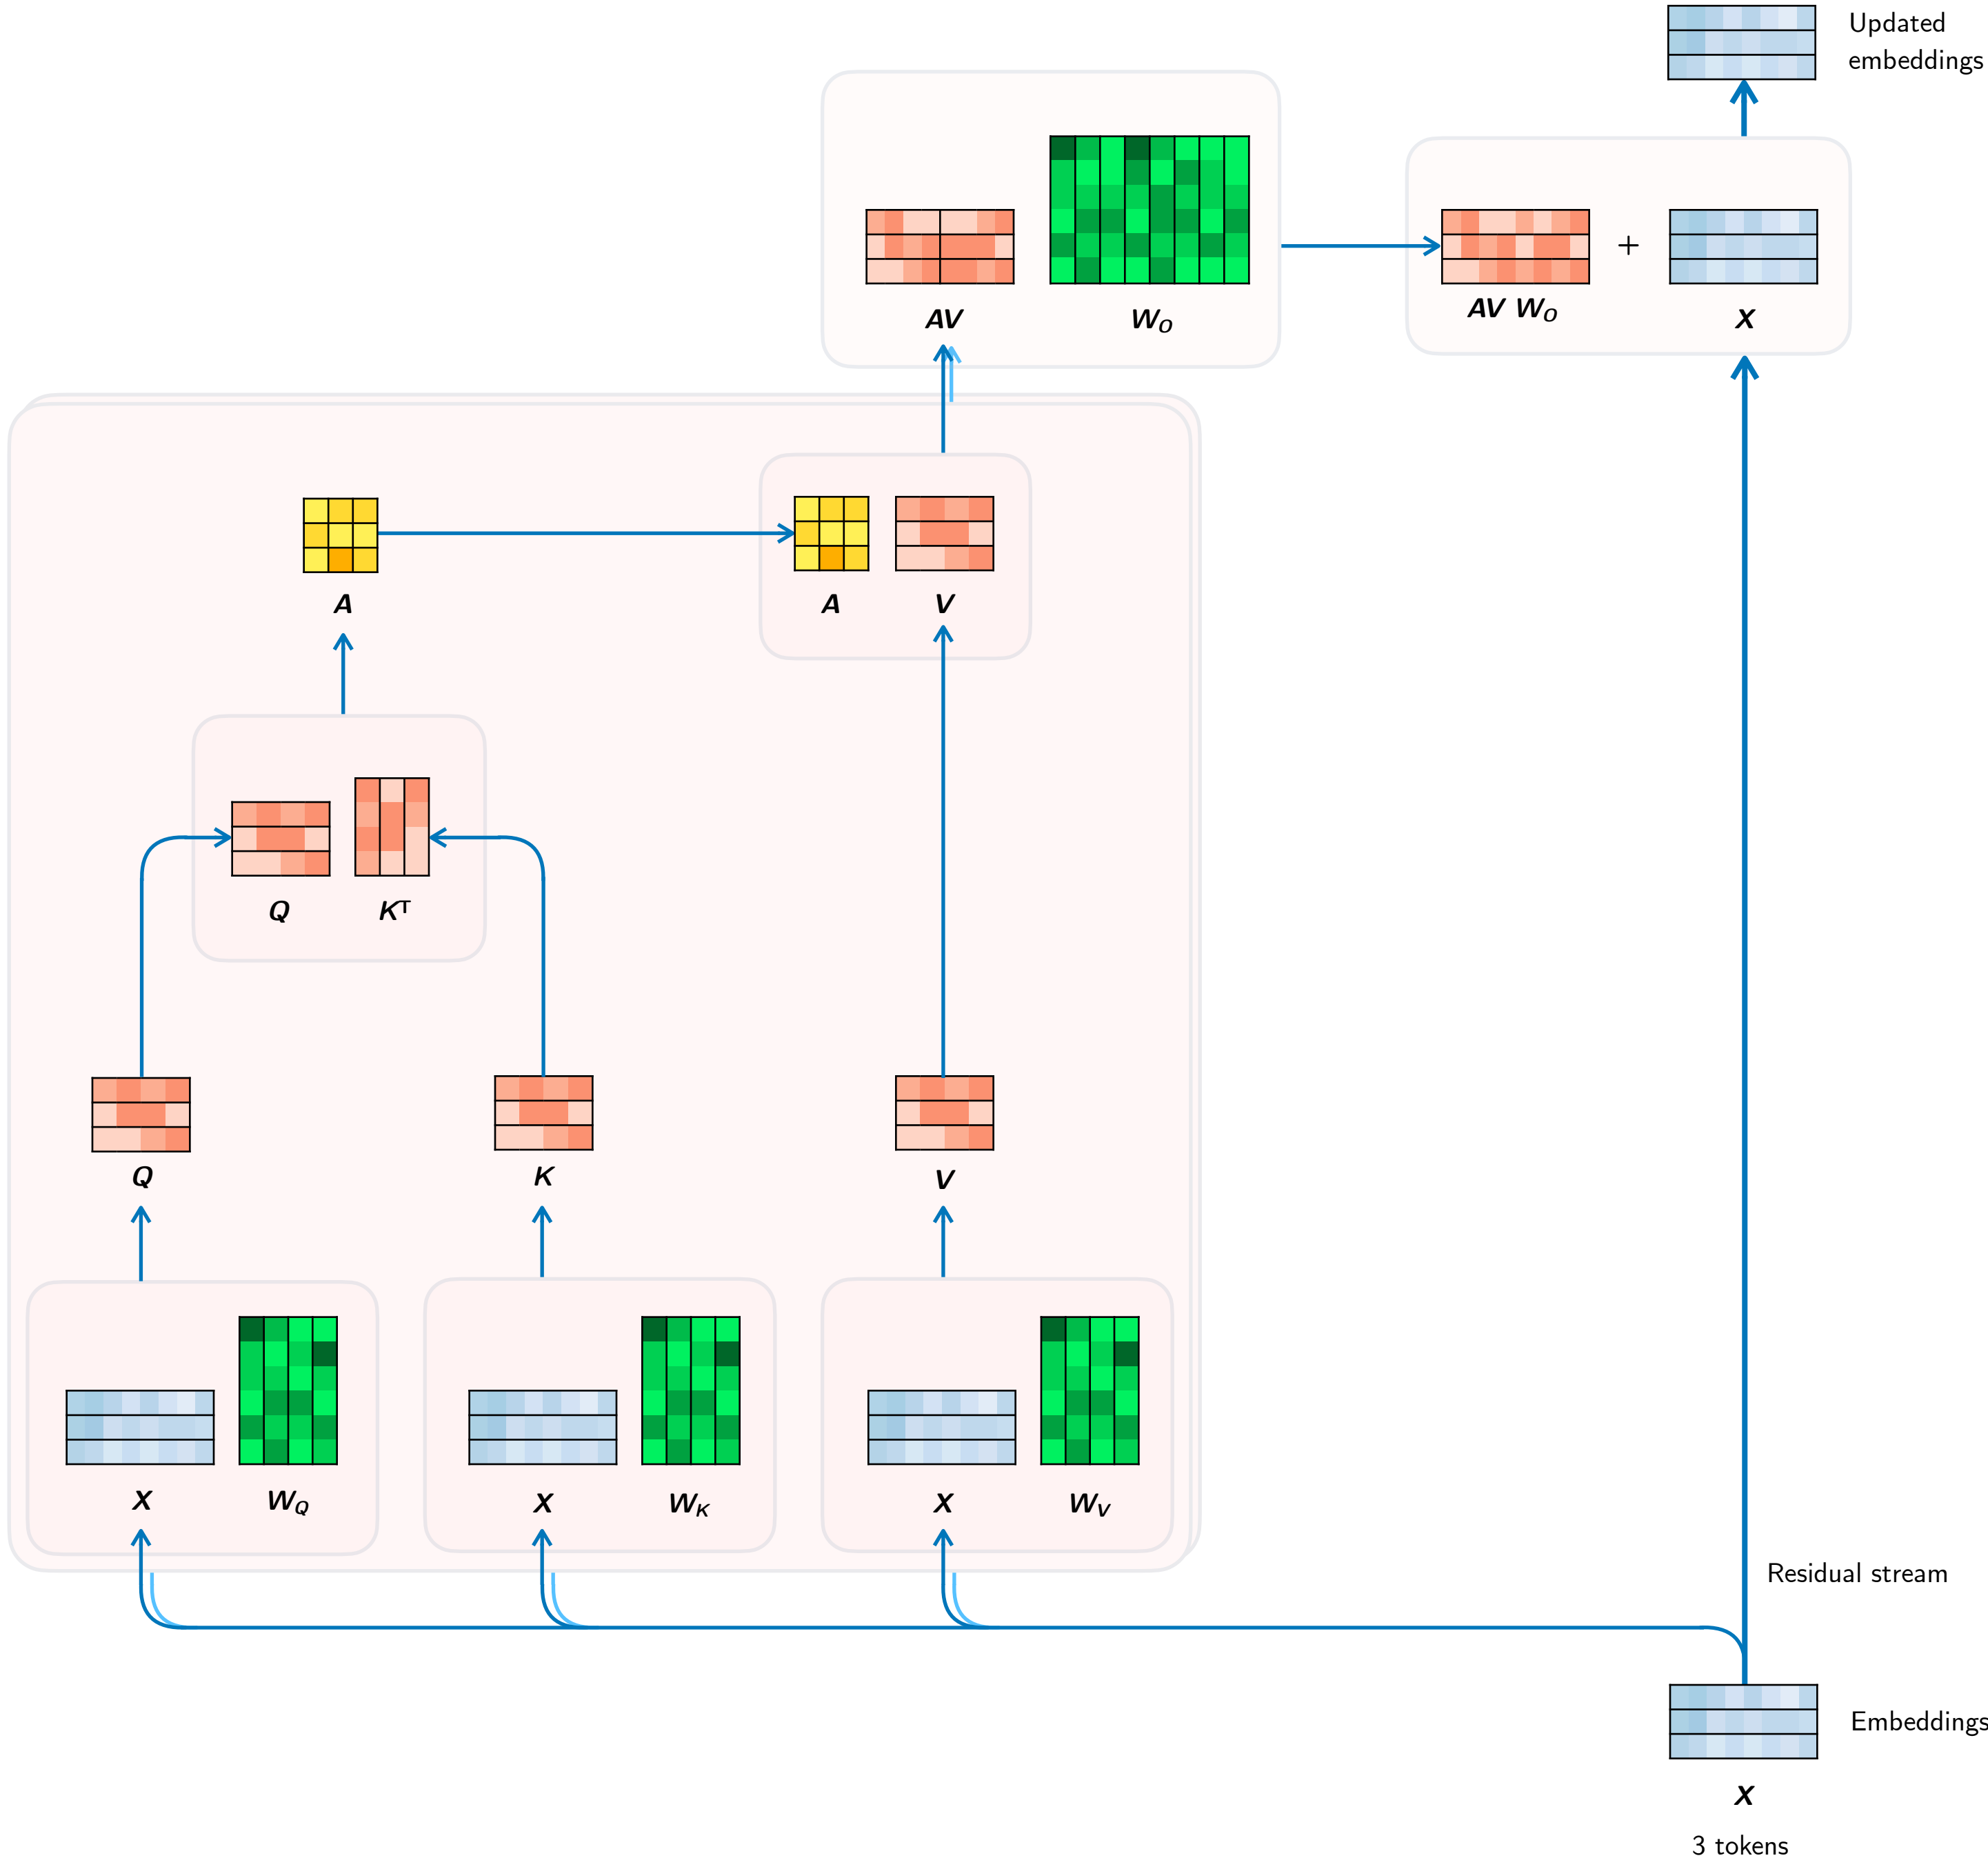 Updated
embeddings
AV
W_O
AV W_O
+
X
A
A
V
Q
K^T
Q
K
V
X
W_Q
X
W_K
X
W_V
Residual stream
Embeddings
X
3 tokens